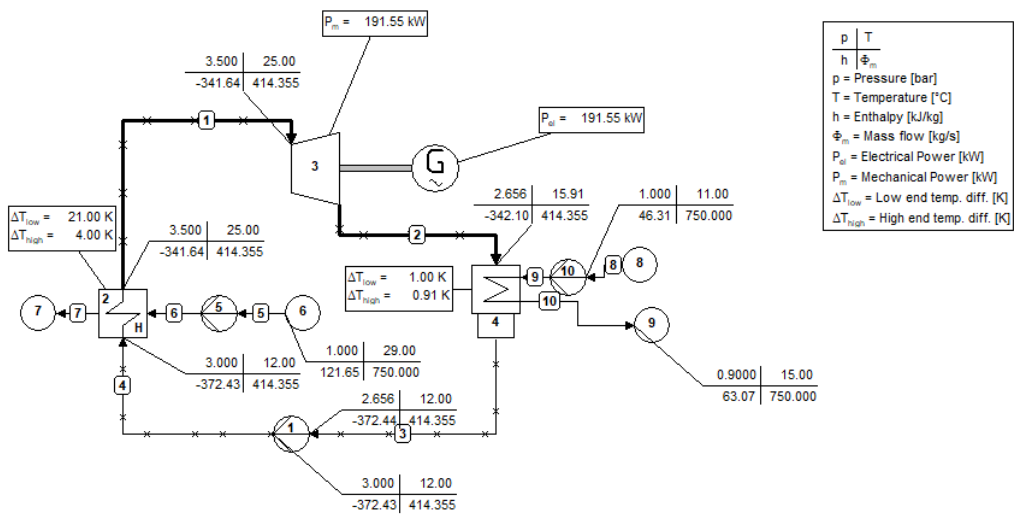 P_m = 191.55 kW
p T
h Φ_m
p = Pressure [bar]
T = Temperature [°C]
h = Enthalpy [kJ/kg]
Φ_m = Mass flow [kg/s]
P_el = Electrical Power [kW]
P_m = Mechanical Power [kW]
ΔT_low = Low end temp. diff. [K]
ΔT_high = High end temp. diff. [K]
3.500 25.00
-341.64 414.355
1
3
G
~
P_el = 191.55 kW
2.656 15.91
-342.10 414.355
1.000 11.00
46.31 750.000
ΔT_low = 21.00 K
ΔT_high = 4.00 K
3.500 25.00
-341.64 414.355
2
ΔT_low = 1.00 K
ΔT_high = 0.91 K
9
10
8
8
10
4
9
2
H
7
7
6
5
5
6
3.000 12.00
-372.43 414.355
1.000 29.00
121.65 750.000
0.9000 15.00
63.07 750.000
4
2.656 12.00
-372.44 414.355
1
3
3.000 12.00
-372.43 414.355